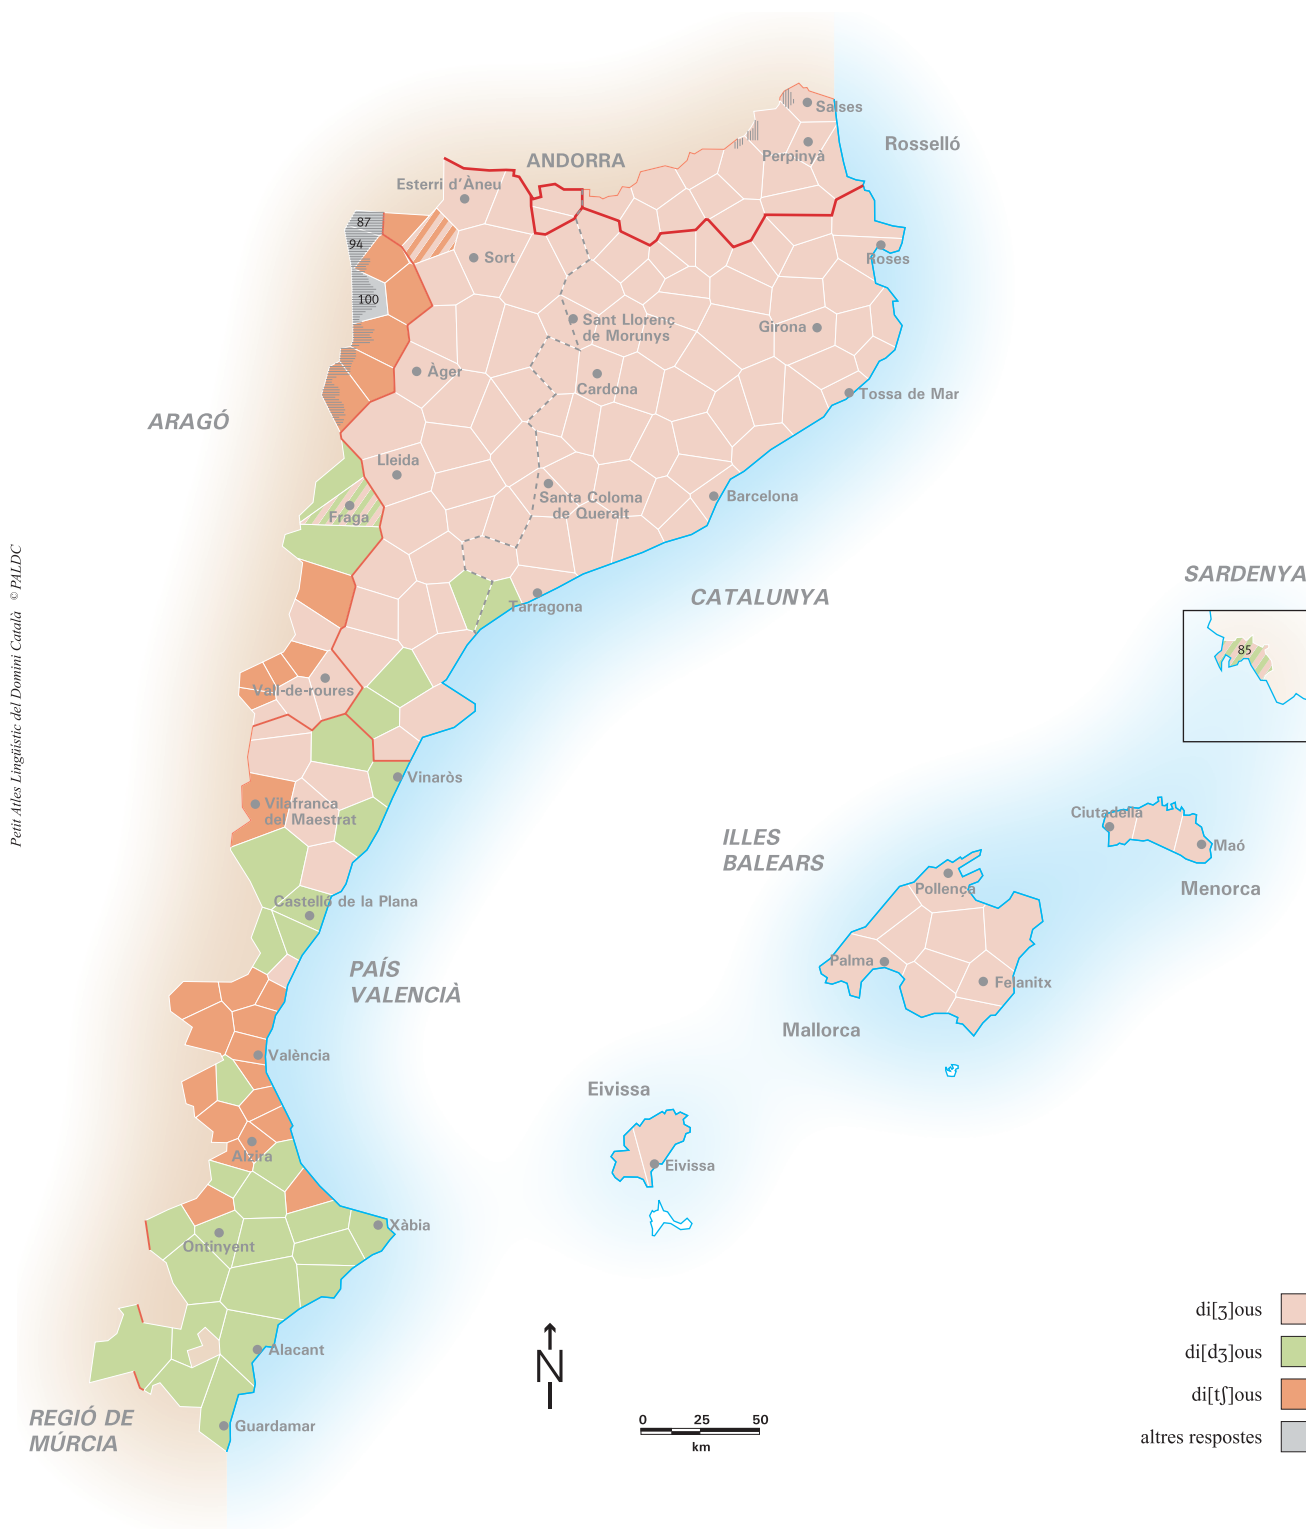 Salses
Rosselló
Perpinyà
ANDORRA
Esterri d'Àneu
87
94
Sort
Roses
100
Sant Llorenç
de Morunys
Girona
Àger
Cardona
Tossa de Mar
ARAGÓ
Lleida
Santa Coloma
de Queralt
Barcelona
Fraga
SARDENYA
CATALUNYA
Tarragona
85
Vall-de-roures
Petit Atles Lingüístic del Domini Català © PALDC
Vinaròs
Vilafranca
del Maestrat
ILLES
BALEARS
Ciutadella
Maó
Menorca
Pollença
Castelló de la Plana
PAÍS
VALENCIÀ
Palma
Felanitx
Mallorca
València
Eivissa
Alzira
Eivissa
Xàbia
Ontinyent
Alacant
Guardamar
REGIÓ DE
MÚRCIA
N
0 25 50
km
di[ʒ]ous
di[dʒ]ous
di[tʃ]ous
altres respostes